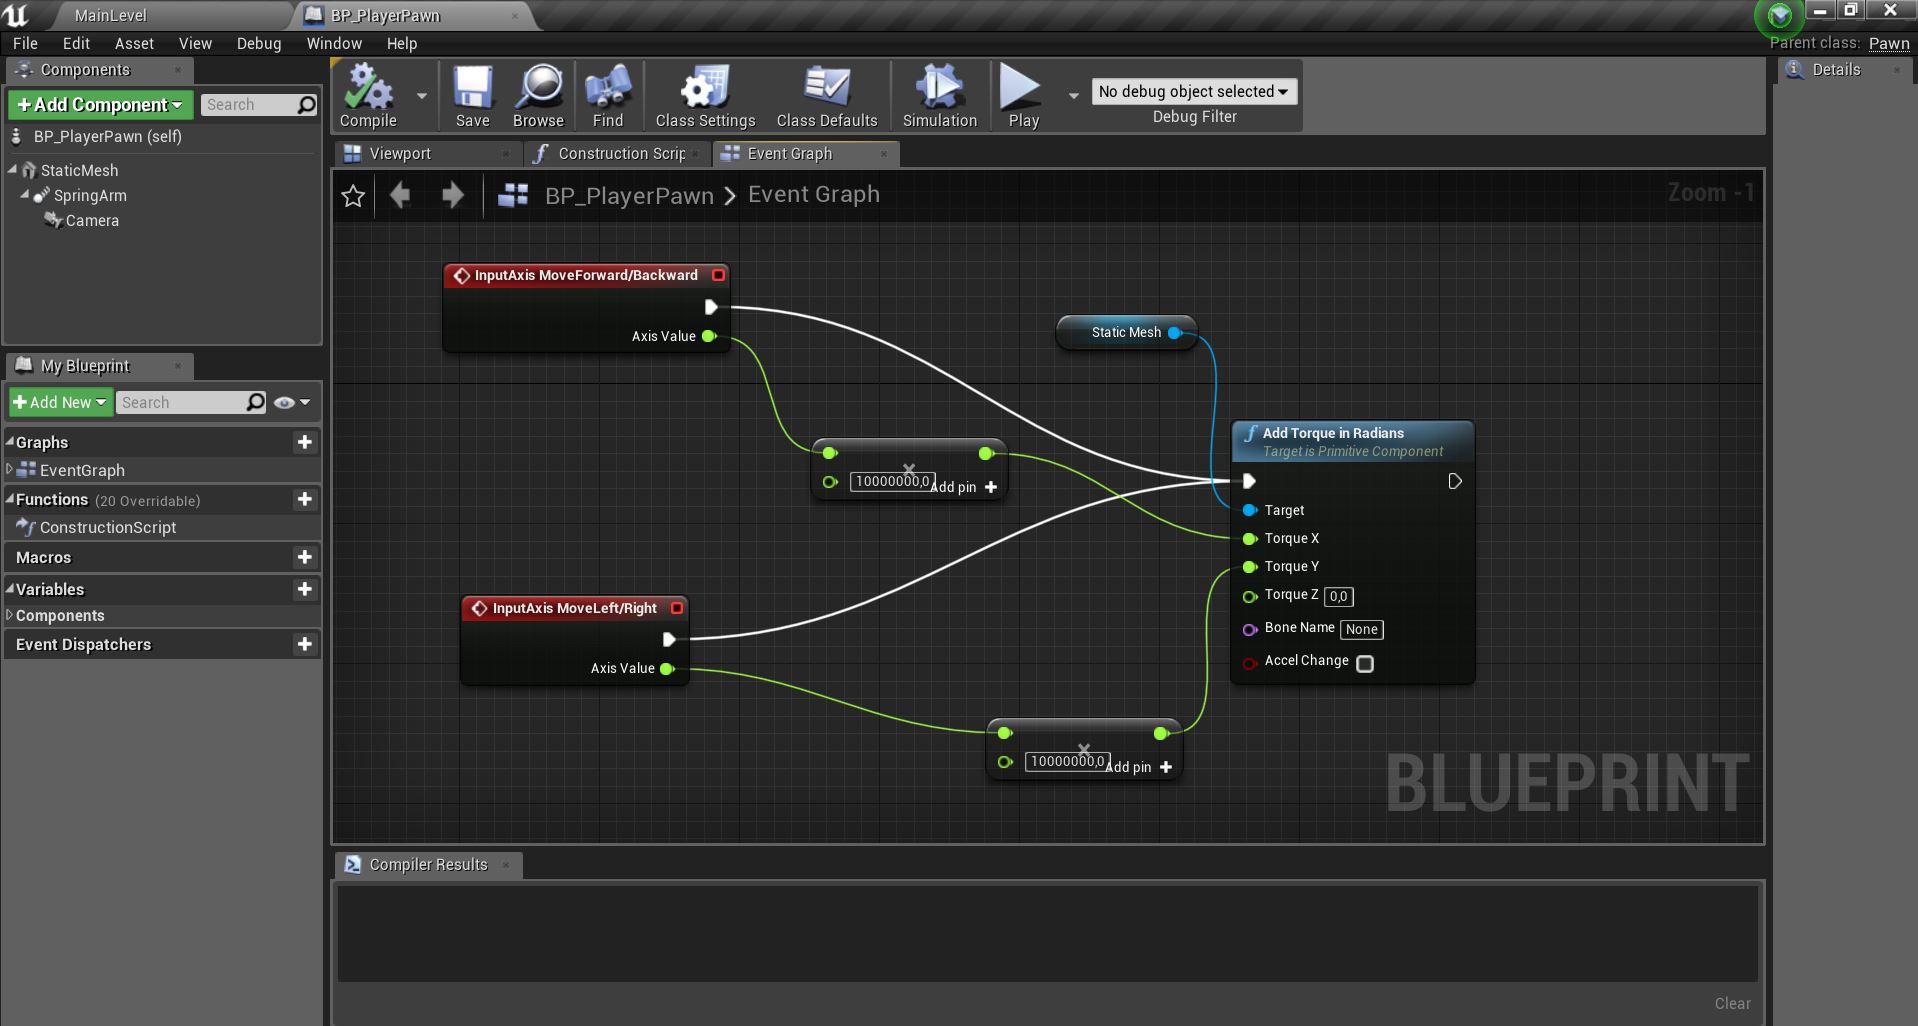 MainLevel
BP_PlayerPawn
File Edit Asset View Debug Window Help
Parent class: Pawn
Components
Add Component
Search
BP_PlayerPawn (self)
StaticMesh
SpringArm
Camera
My Blueprint
Add New
Search
Graphs
EventGraph
Functions (20 Overridable)
ConstructionScript
Macros
Variables
Components
Event Dispatchers
Compile
Save
Browse
Find
Class Settings
Class Defaults
Simulation
Play
No debug object selected
Debug Filter
Viewport
Construction Scrip
Event Graph
BP_PlayerPawn > Event Graph
Zoom -1
InputAxis MoveForward/Backward
Axis Value
Static Mesh
10000000,0
Add pin
Add Torque in Radians
Target is Primitive Component
Target
Torque X
Torque Y
Torque Z 0,0
Bone Name None
Accel Change
InputAxis MoveLeft/Right
Axis Value
10000000,0
Add pin
BLUEPRINT
Compiler Results
Clear
Details